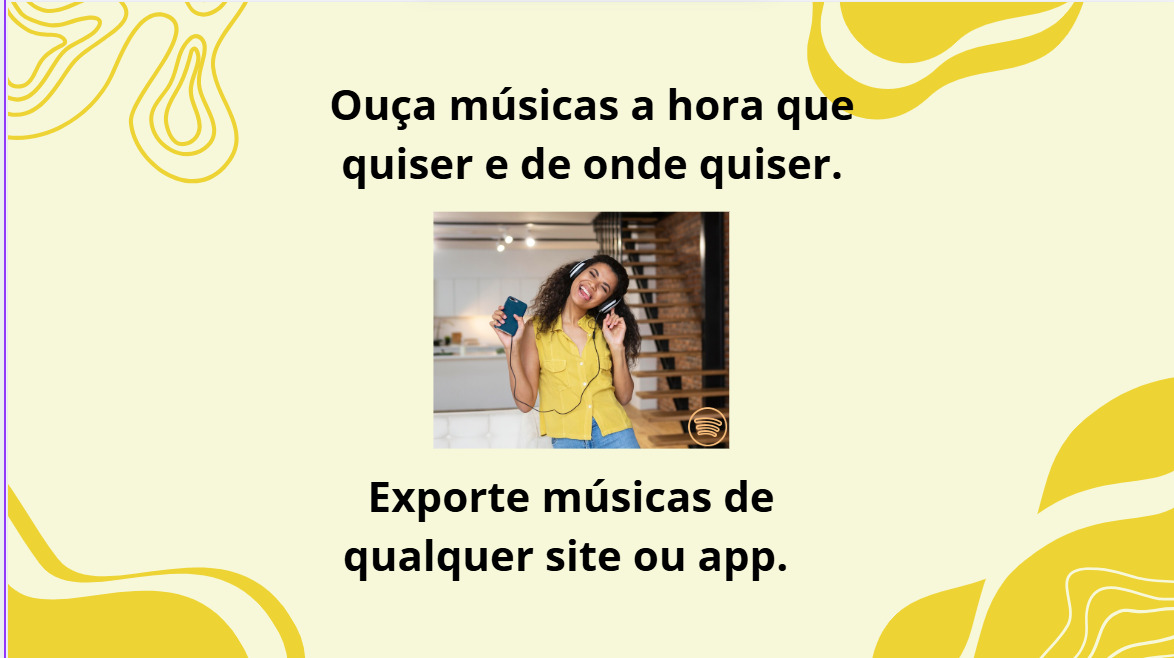 Ouça músicas a hora que
quiser e de onde quiser.
Exporte músicas de
qualquer site ou app.